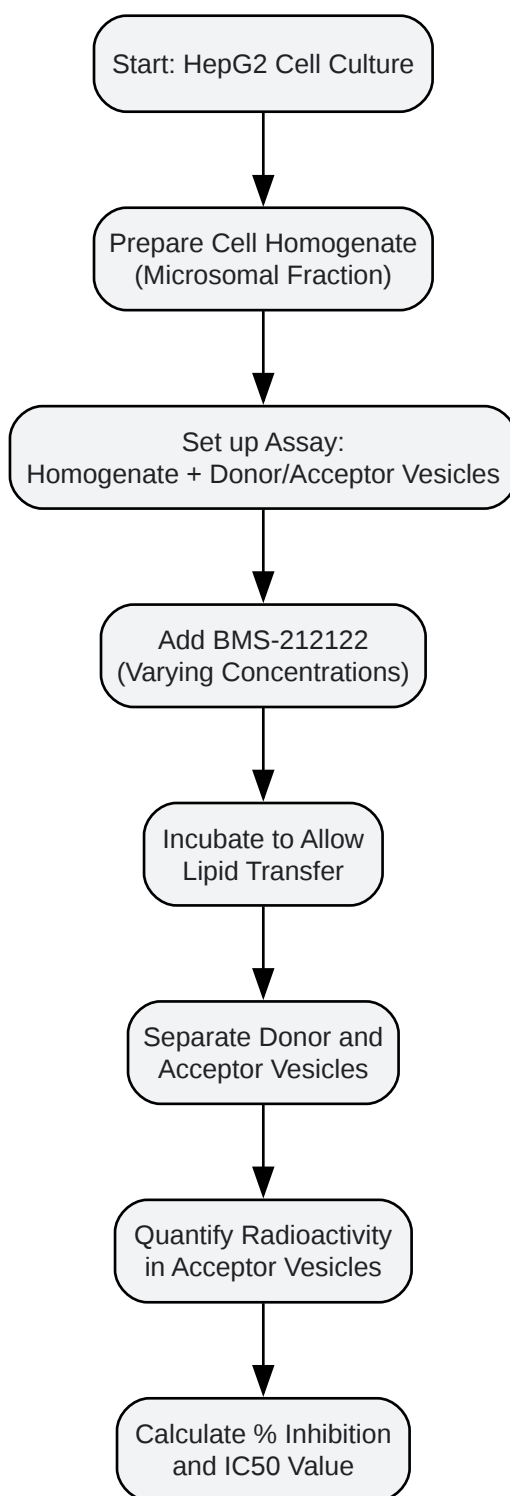 Start: HepG2 Cell Culture
Prepare Cell Homogenate
(Microsomal Fraction)
Set up Assay:
Homogenate + Donor/Acceptor Vesicles
Add BMS-212122
(Varying Concentrations)
Incubate to Allow
Lipid Transfer
Separate Donor and
Acceptor Vesicles
Quantify Radioactivity
in Acceptor Vesicles
Calculate % Inhibition
and IC50 Value